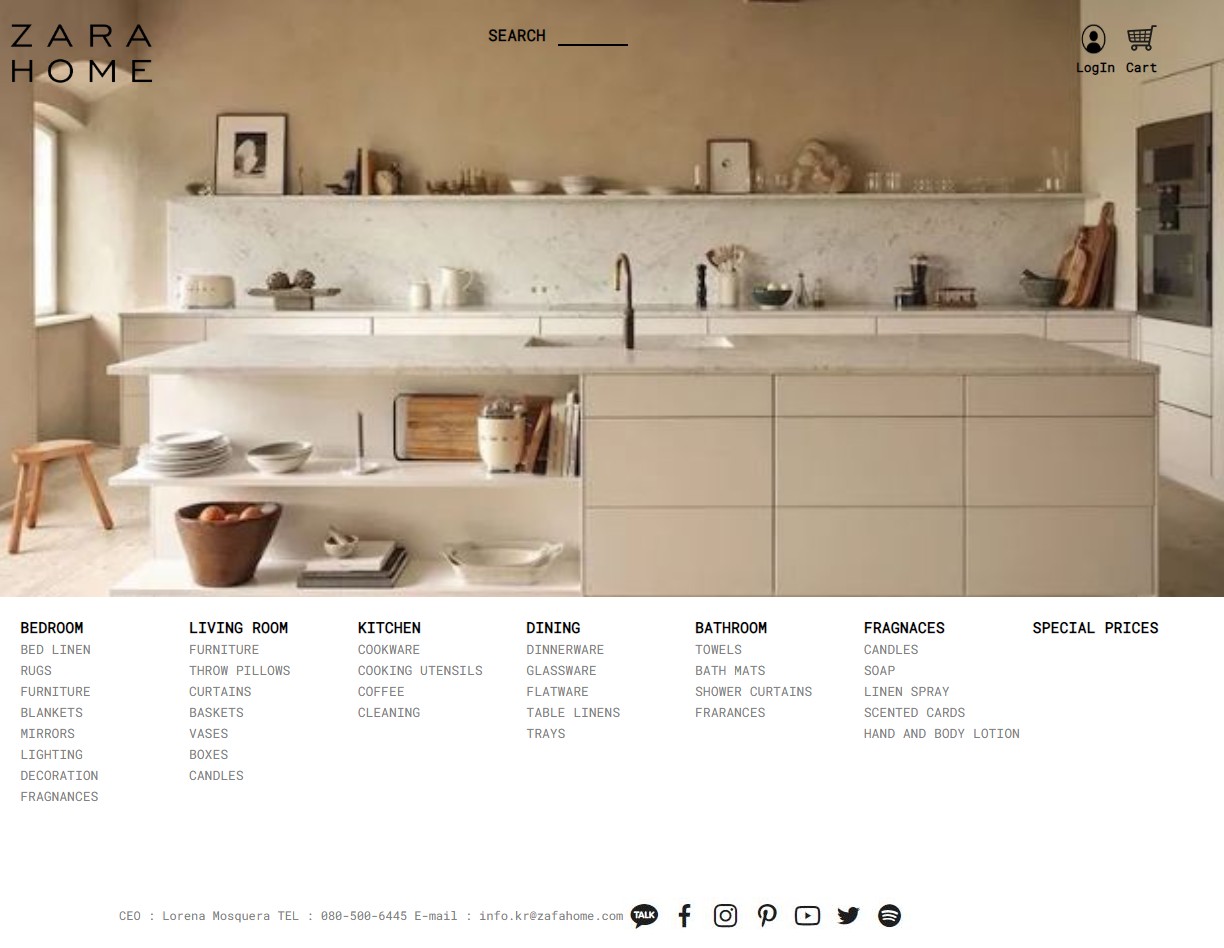 ZARA
HOME
SEARCH
LogIn Cart
BEDROOM
BED LINEN
RUGS
FURNITURE
BLANKETS
MIRRORS
LIGHTING
DECORATION
FRAGNANCES
LIVING ROOM
FURNITURE
THROW PILLOWS
CURTAINS
BASKETS
VASES
BOXES
CANDLES
KITCHEN
COOKWARE
COOKING UTENSILS
COFFEE
CLEANING
DINING
DINNERWARE
GLASSWARE
FLATWARE
TABLE LINENS
TRAYS
BATHROOM
TOWELS
BATH MATS
SHOWER CURTAINS
FRARANCES
FRAGNACES
CANDLES
SOAP
LINEN SPRAY
SCENTED CARDS
HAND AND BODY LOTION
SPECIAL PRICES
CEO : Lorena Mosquera TEL : 080-500-6445 E-mail : info.kr@zafahome.com TALK